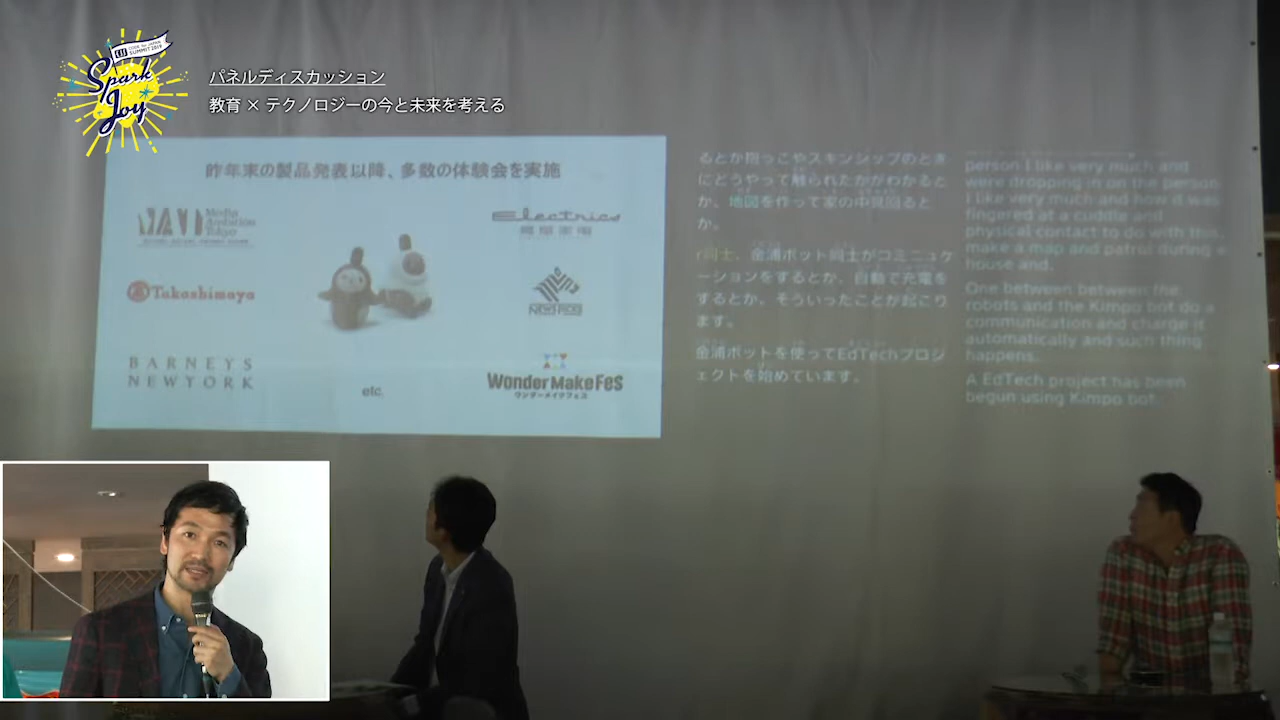 CODE for JAPAN
SUMMIT 2019
Spark
Joy
パネルディスカッション
教育 × テクノロジーの今と未来を考える
昨年末の製品発表以降、多数の体験会を実施
Media
Ambition
Tokyo
Takashimaya
BARNEYS
NEWYORK
etc.
Electrics
NEWS PICKS
WonderMakeFes
ワンダーメイクフェス
るとか抱っこやスキンシップのとき
にどうやって触られたかがわかると
か、地図を作って家の中見回ると
か。
同士、金浦ボット同士がコミニュケ
ーションをするとか、自動で充電を
するとか、そういったことが起こり
ます。
金浦ボットを使ってEdTechプロジ
ェクトを始めています。
person I like very much and
were dropping in on the person
I like very much and how it was
fingered at a cuddle and
physical contact to do with this,
make a map and patrol during a
house and.
One between between the
robots and the Kimpo bot do a
communication and charge it
automatically and such thing
happens.
A EdTech project has been
begun using Kimpo bot.